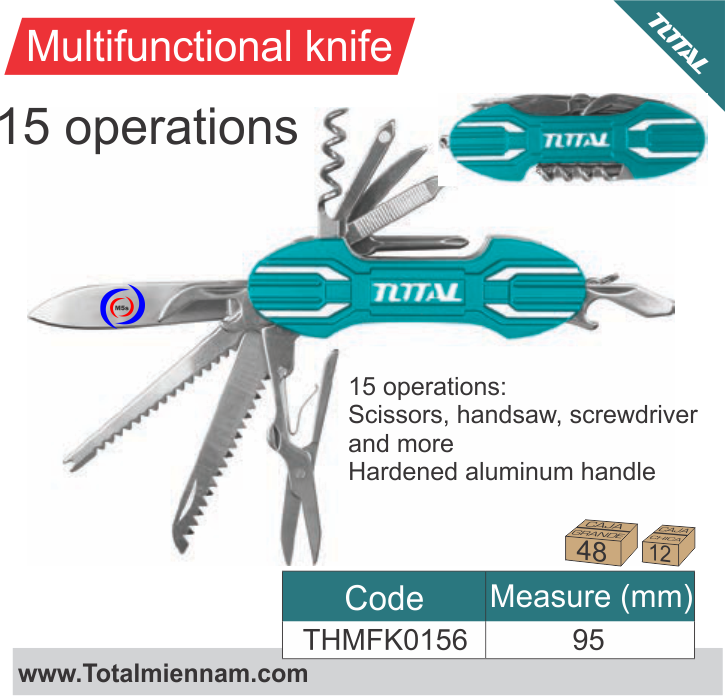 Multifunctional knife
TOTAL
15 operations
TOTAL
TOTAL
MSs
15 operations:
Scissors, handsaw, screwdriver
and more
Hardened aluminum handle
CAJA
GRANDE
48
CAJA
CHICA
12
Code Measure (mm)
THMFK0156 95
www.Totalmiennam.com